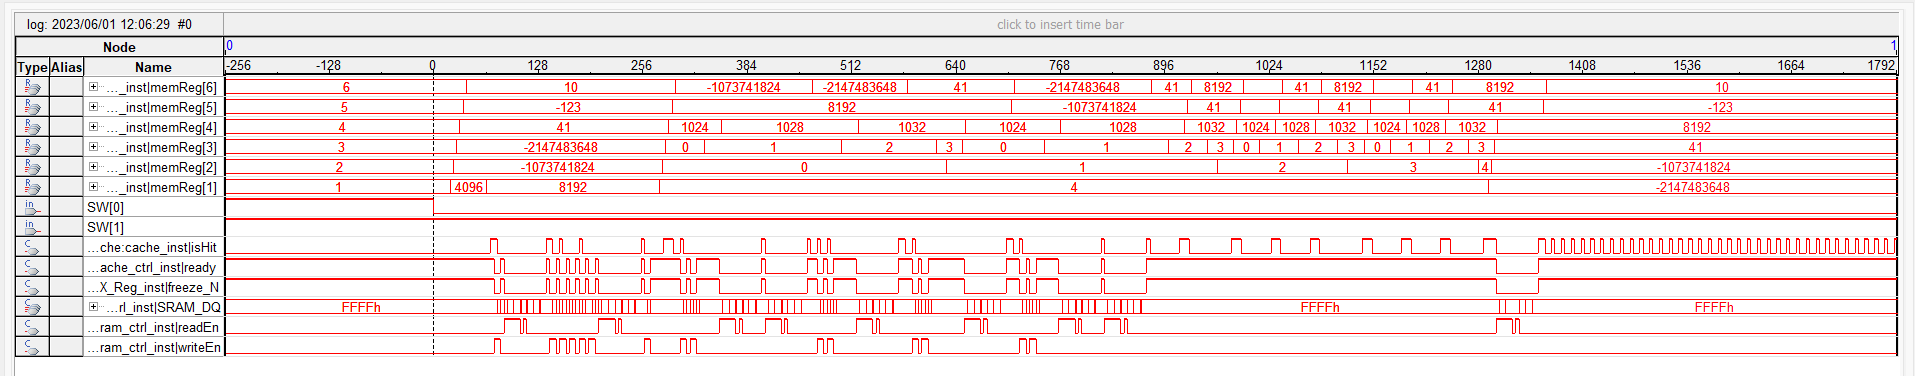 log: 2023/06/01 12:06:29 #0 click to insert time bar
Node 0 1
Type Alias Name -256 -128 0 128 256 384 512 640 768 896 1024 1152 1280 1408 1536 1664 1792
R ..._inst|memReg[6] 6 10 -1073741824 -2147483648 41 -2147483648 41 8192 41 8192 41 8192 10
R ..._inst|memReg[5] 5 -123 8192 -1073741824 41 41 41 -123
R ..._inst|memReg[4] 4 41 1024 1028 1032 1024 1028 1032 1024 1028 1032 1024 1028 1032 8192
R ..._inst|memReg[3] 3 -2147483648 0 1 2 3 0 1 2 3 0 1 2 3 0 1 2 3 41
R ..._inst|memReg[2] 2 -1073741824 0 1 2 3 4 -1073741824
R ..._inst|memReg[1] 1 4096 8192 4 -2147483648
in SW[0]
in SW[1]
C ...che:cache_inst|isHit
C ...ache_ctrl_inst|ready
C ...X_Reg_inst|freeze_N
C ...rl_inst|SRAM_DQ FFFFh FFFFh FFFFh
C ...ram_ctrl_inst|readEn
C ...ram_ctrl_inst|writeEn